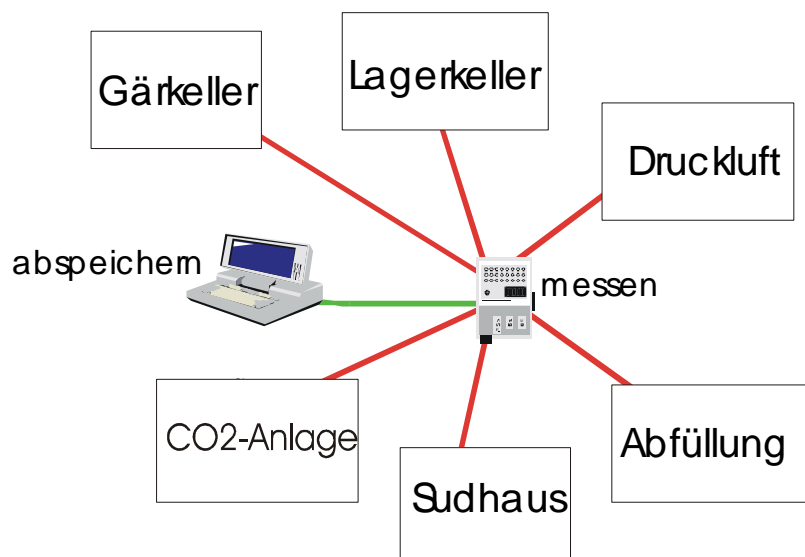 Lagerkeller
Gärkeller
Druckluft
abspeichern
messen
CO2-Anlage
Abfüllung
Sudhaus